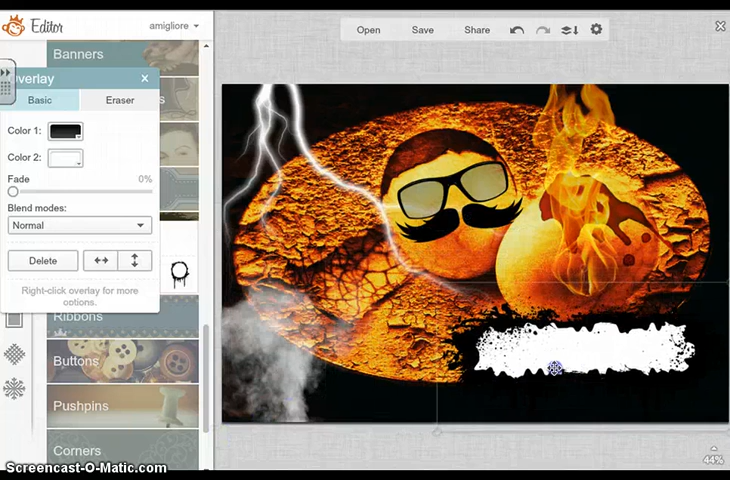 Editor
amigliore
Open
Save
Share
Banners
Overlay
Basic
Eraser
Color 1:
Color 2:
Fade
0%
Blend modes:
Normal
Delete
Right-click overlay for more
options.
Ribbons
Buttons
Pushpins
Corners
44%
Screencast-O-Matic.com